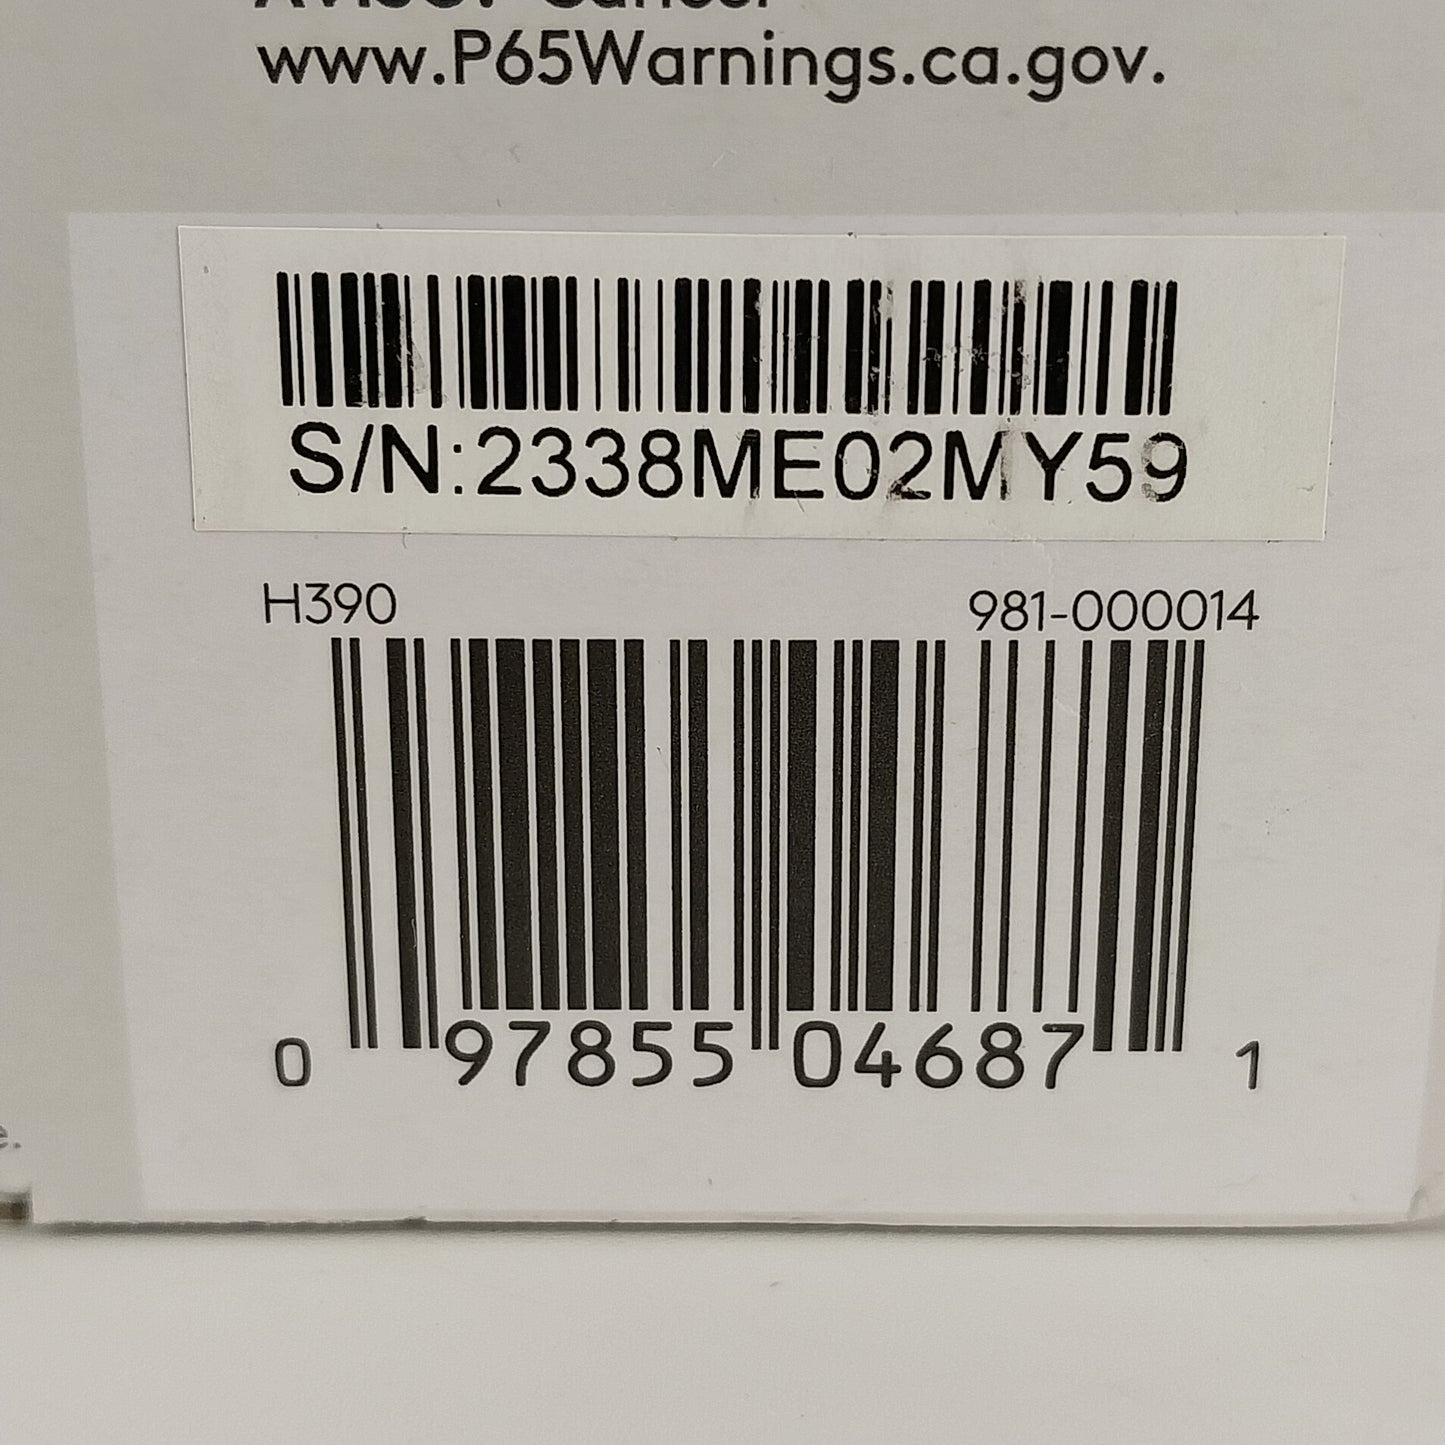 www.P65Warnings.ca.gov.
S/N:2338ME02MY59
H390 981-000014
0 97855 04687 1
e.